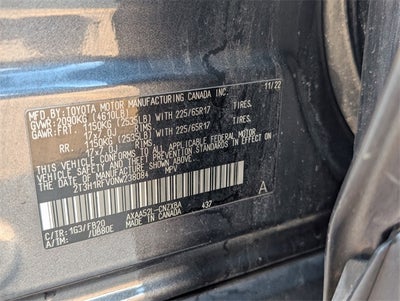 MFD.BY:TOYOTA MOTOR MANUFACTURING CANADA INC. 11/22
GVWR:2090KG (4610LB)
GAWR:FRT. 1150KG (2535LB) WITH 225/65R17 TIRES,
17X7.0J RIMS
RR. 1150KG (2535LB) WITH 225/65R17 TIRES,
17X7.0J RIMS
THIS VEHICLE CONFORMS TO ALL APPLICABLE FEDERAL MOTOR
VEHICLE SAFETY, BUMPER, AND THEFT PREVENTION STANDARDS IN EFFECT ON
THE DATE OF MANUFACTURE SHOWN ABOVE.
2T3H1RFV0NW238084 MPV
A
C/TR: 1G3/FB20 AXAA52L-CNZXBA 437
A/TM: /UB80E MADE IN CANADA